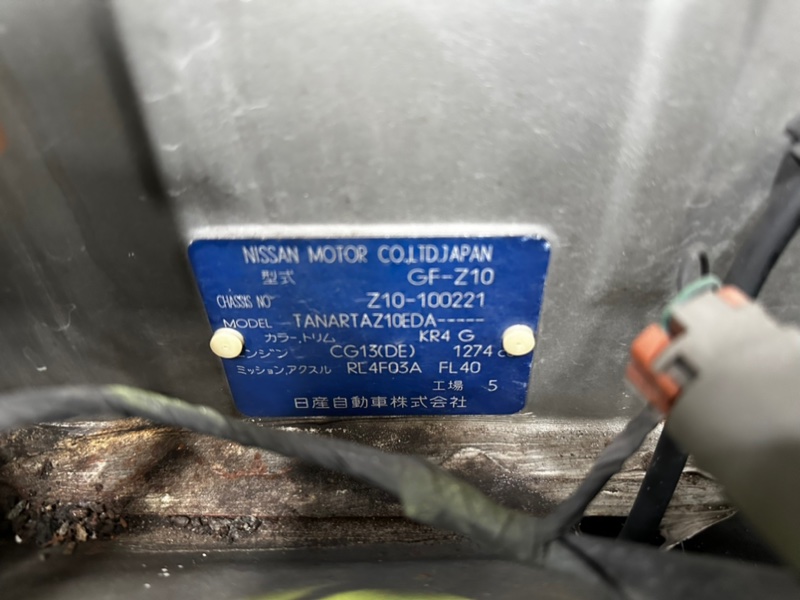 NISSAN MOTOR CO.,LTD.JAPAN
型式 GF-Z10
CHASSIS NO Z10-100221
MODEL TANARTAZ10EDA-----
カラー,トリム KR4 G
ンジン CG13(DE) 1274
ミッション,アクスル RL4F03A FL40
工場 5
日産自動車株式会社